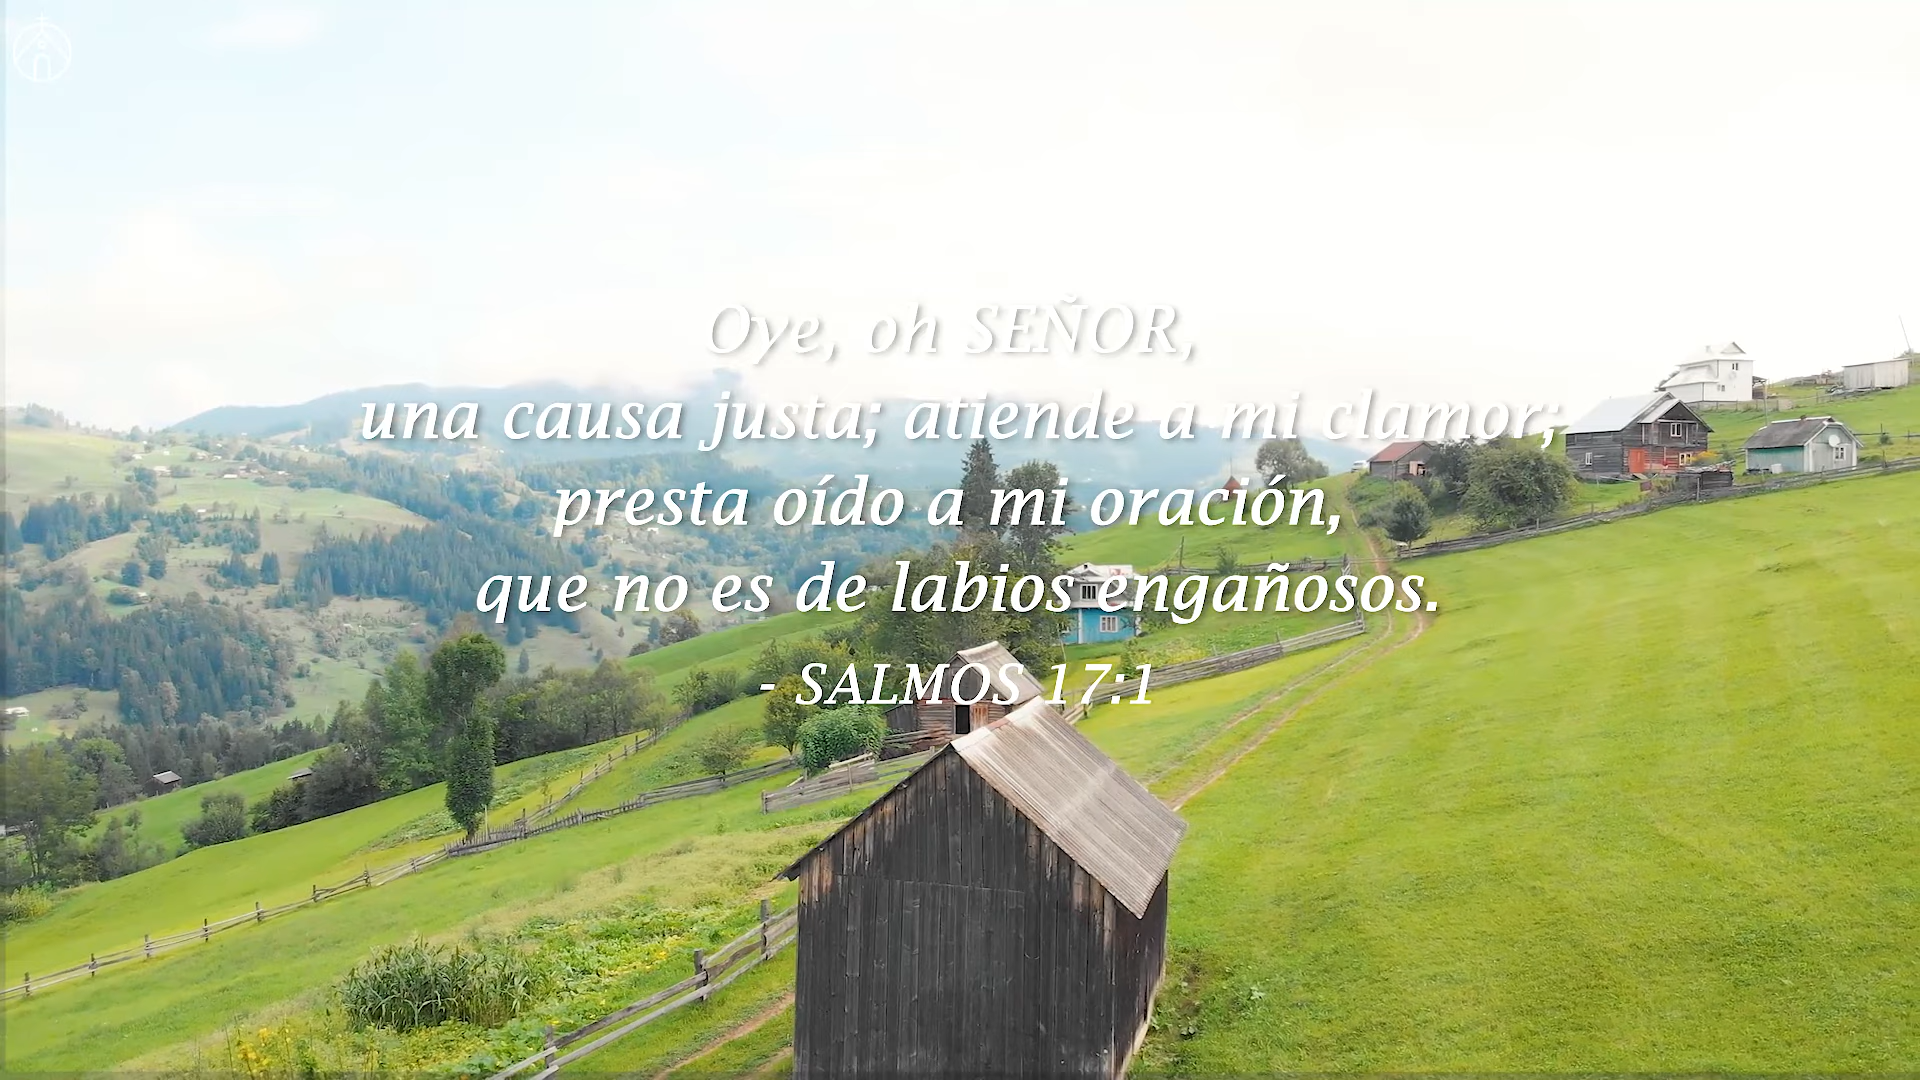 Oye, oh SEÑOR,
una causa justa; atiende a mi clamor;
presta oído a mi oración,
que no es de labios engañosos.
- SALMOS 17:1